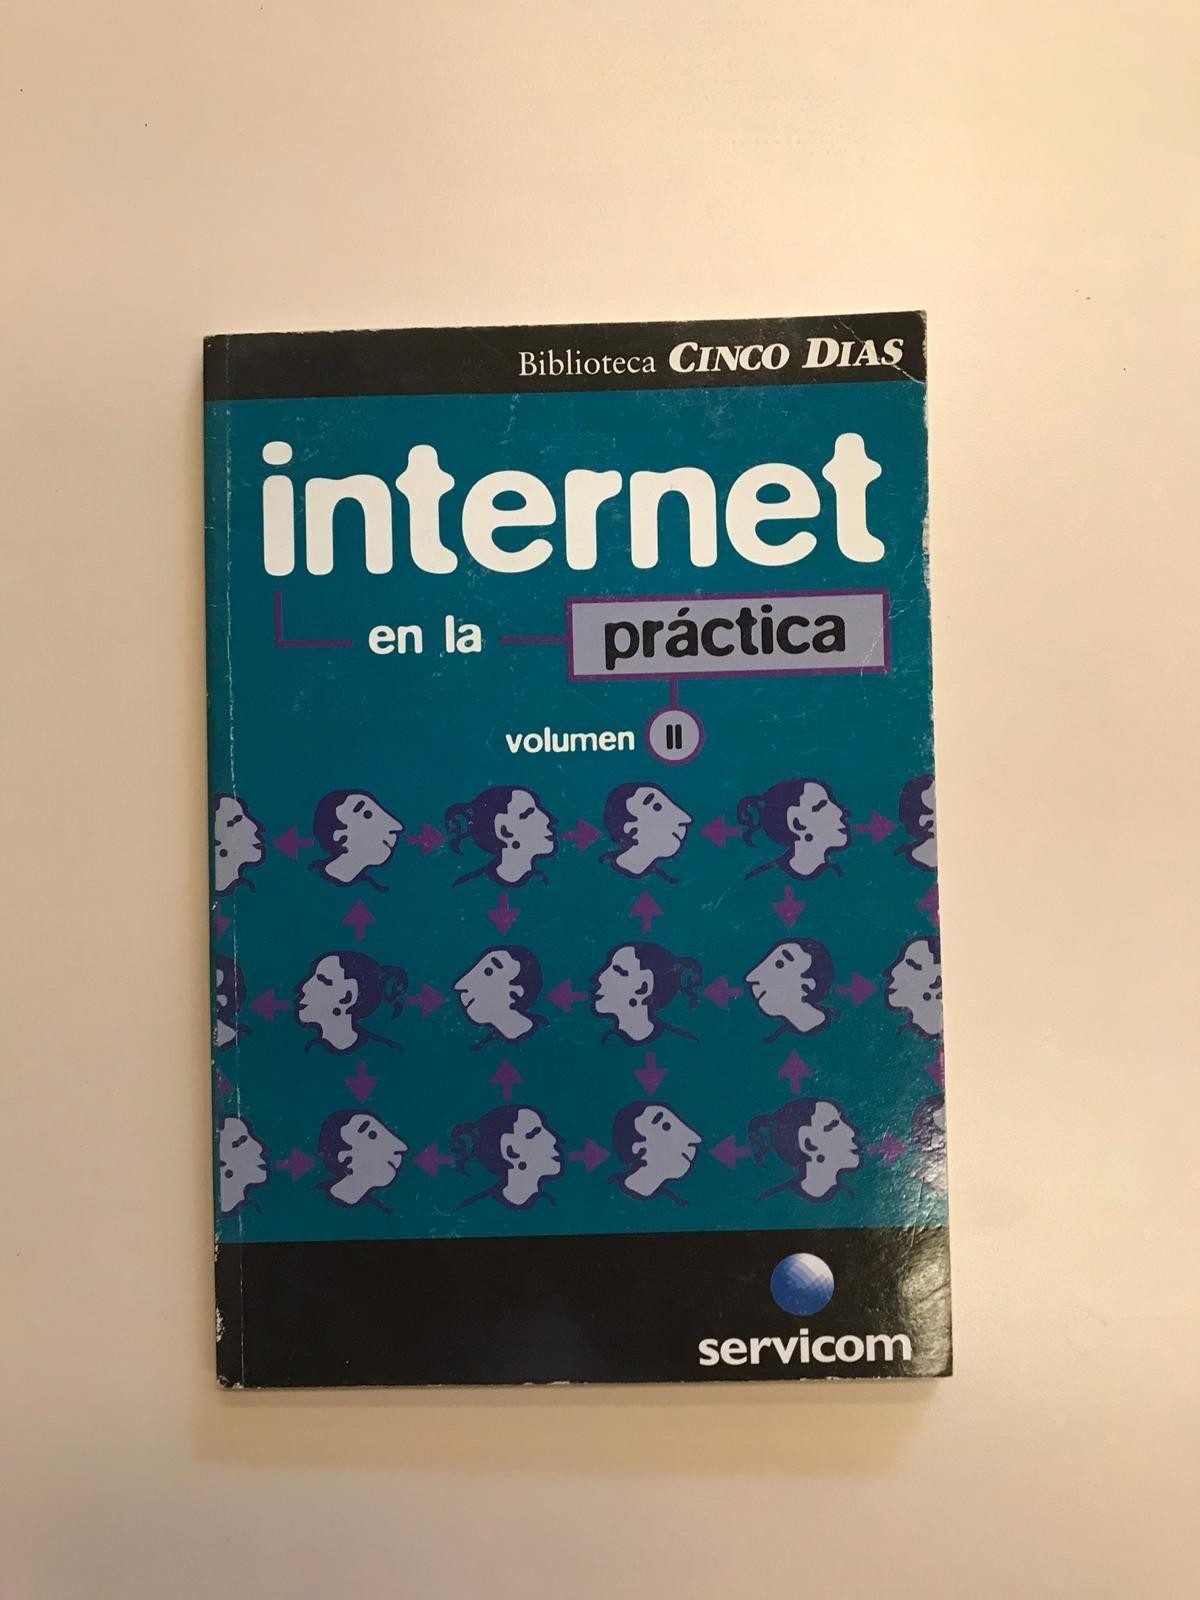 Biblioteca CINCO DIAS
internet
en la práctica
volumen II
servicom